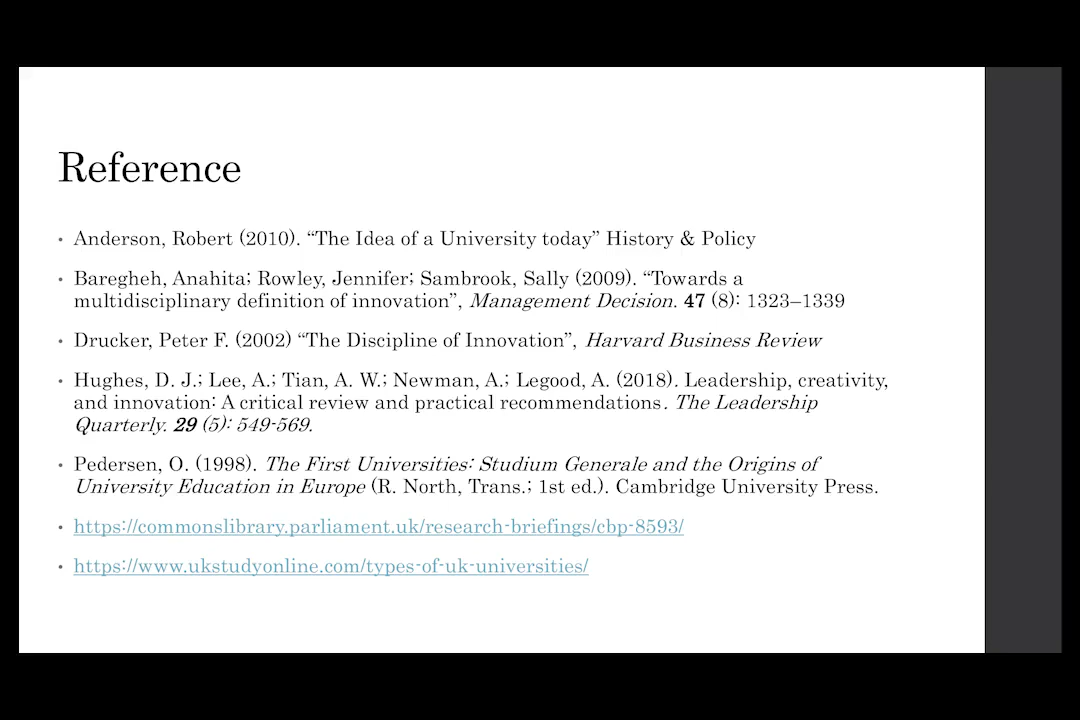 Reference
• Anderson, Robert (2010). “The Idea of a University today” History & Policy
• Baregheh, Anahita; Rowley, Jennifer; Sambrook, Sally (2009). “Towards a
multidisciplinary definition of innovation”, Management Decision. 47 (8): 1323–1339
• Drucker, Peter F. (2002) “The Discipline of Innovation”, Harvard Business Review
• Hughes, D. J.; Lee, A.; Tian, A. W.; Newman, A.; Legood, A. (2018). Leadership, creativity,
and innovation: A critical review and practical recommendations. The Leadership
Quarterly. 29 (5): 549-569.
• Pedersen, O. (1998). The First Universities: Studium Generale and the Origins of
University Education in Europe (R. North, Trans.; 1st ed.). Cambridge University Press.
• https://commonslibrary.parliament.uk/research-briefings/cbp-8593/
• https://www.ukstudyonline.com/types-of-uk-universities/